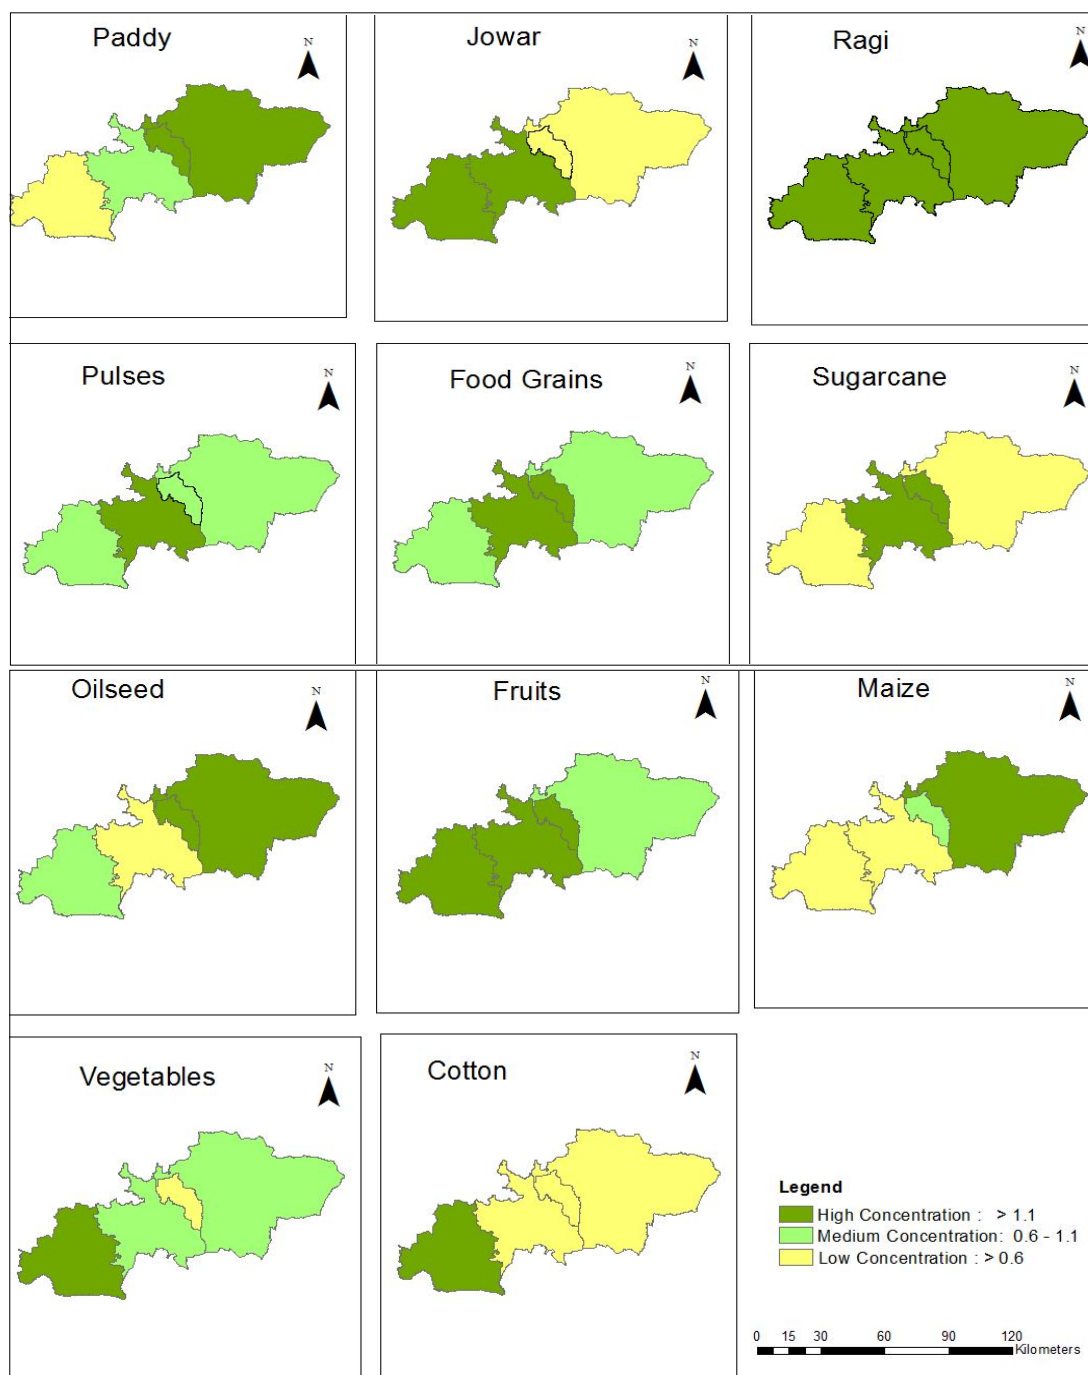 Paddy
N
Jowar
N
Ragi
N
Pulses
N
Food Grains
N
Sugarcane
N
Oilseed
N
Fruits
N
Maize
N
Vegetables
N
Cotton
N
Legend
High Concentration : > 1.1
Medium Concentration: 0.6 - 1.1
Low Concentration : > 0.6
0 15 30 60 90 120
Kilometers